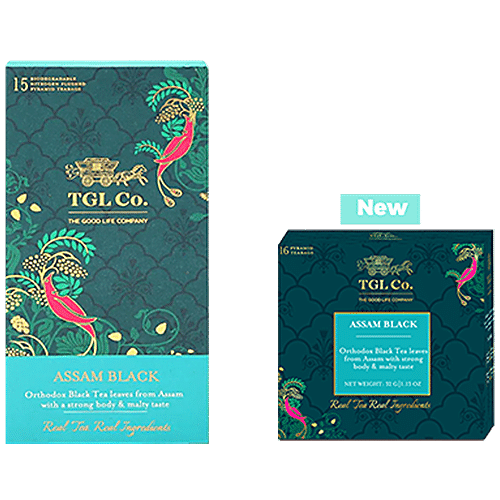 15 BIODEGRADABLE
NITROGEN FLUSHED
PYRAMID TEABAGS
TGL Co.
THE GOOD LIFE COMPANY
ASSAM BLACK
Orthodox Black Tea leaves from Assam
with a strong body & malty taste
Real Tea. Real Ingredients
New
16 PYRAMID
TEABAGS
TGL Co.
THE GOOD LIFE COMPANY
ASSAM BLACK
Orthodox Black Tea leaves
from Assam with strong
body & malty taste
NET WEIGHT: 32 G|1.13 OZ
Real Tea. Real Ingredients